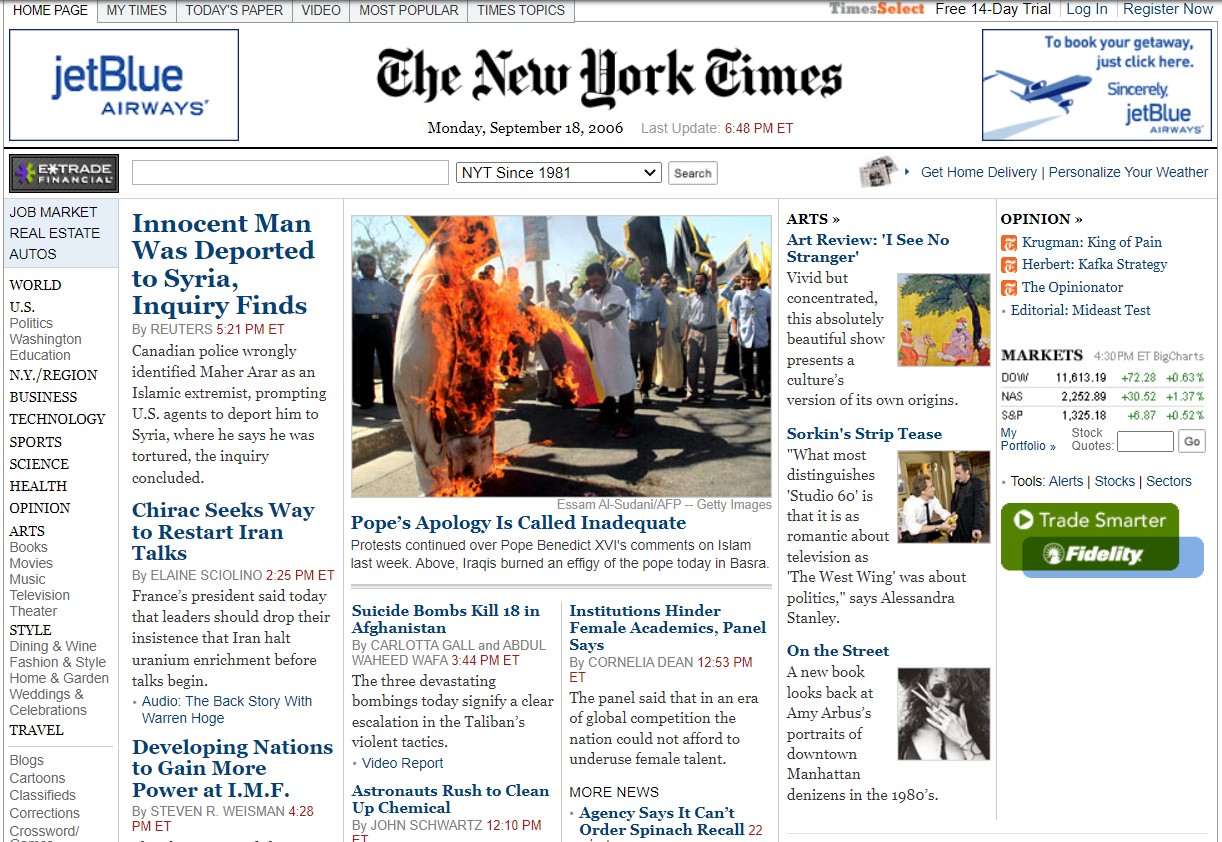 HOME PAGE
MY TIMES
TODAY'S PAPER
VIDEO
MOST POPULAR
TIMES TOPICS
TimesSelect Free 14-Day Trial
Log In
Register Now
jetBlue
AIRWAYS
The New York Times
Monday, September 18, 2006 Last Update: 6:48 PM ET
To book your getaway,
just click here.
Sincerely,
jetBlue
AIRWAYS
E*TRADE
FINANCIAL
NYT Since 1981
Search
Get Home Delivery | Personalize Your Weather
JOB MARKET
REAL ESTATE
AUTOS
WORLD
U.S.
Politics
Washington
Education
N.Y./REGION
BUSINESS
TECHNOLOGY
SPORTS
SCIENCE
HEALTH
OPINION
ARTS
Books
Movies
Music
Television
Theater
STYLE
Dining & Wine
Fashion & Style
Home & Garden
Weddings &
Celebrations
TRAVEL
Blogs
Cartoons
Classifieds
Corrections
Crossword/
Innocent Man
Was Deported
to Syria,
Inquiry Finds
By REUTERS 5:21 PM ET
Canadian police wrongly
identified Maher Arar as an
Islamic extremist, prompting
U.S. agents to deport him to
Syria, where he says he was
tortured, the inquiry
concluded.
Chirac Seeks Way
to Restart Iran
Talks
By ELAINE SCIOLINO 2:25 PM ET
France's president said today
that leaders should drop their
insistence that Iran halt
uranium enrichment before
talks begin.
• Audio: The Back Story With
Warren Hoge
Developing Nations
to Gain More
Power at I.M.F.
By STEVEN R. WEISMAN 4:28
PM ET
Essam Al-Sudani/AFP -- Getty Images
Pope's Apology Is Called Inadequate
Protests continued over Pope Benedict XVI's comments on Islam
last week. Above, Iraqis burned an effigy of the pope today in Basra.
Suicide Bombs Kill 18 in
Afghanistan
By CARLOTTA GALL and ABDUL
WAHEED WAFA 3:44 PM ET
The three devastating
bombings today signify a clear
escalation in the Taliban's
violent tactics.
• Video Report
Astronauts Rush to Clean
Up Chemical
By JOHN SCHWARTZ 12:10 PM
ET
Institutions Hinder
Female Academics, Panel
Says
By CORNELIA DEAN 12:53 PM
ET
The panel said that in an era
of global competition the
nation could not afford to
underuse female talent.
MORE NEWS
• Agency Says It Can't
Order Spinach Recall 22
ARTS »
Art Review: 'I See No
Stranger'
Vivid but
concentrated,
this absolutely
beautiful show
presents a
culture's
version of its own origins.
Sorkin's Strip Tease
"What most
distinguishes
'Studio 60' is
that it is as
romantic about
television as
'The West Wing' was about
politics," says Alessandra
Stanley.
On the Street
A new book
looks back at
Amy Arbus's
portraits of
downtown
Manhattan
denizens in the 1980's.
OPINION »
Krugman: King of Pain
Herbert: Kafka Strategy
The Opinionator
• Editorial: Mideast Test
MARKETS 4:30PM ET BigCharts
DOW 11,613.19 +72.28 +0.63%
NAS 2,252.89 +30.52 +1.37%
S&P 1,325.18 +6.87 +0.52%
My
Portfolio »
Stock
Quotes:
Go
• Tools: Alerts | Stocks | Sectors
Trade Smarter
Fidelity